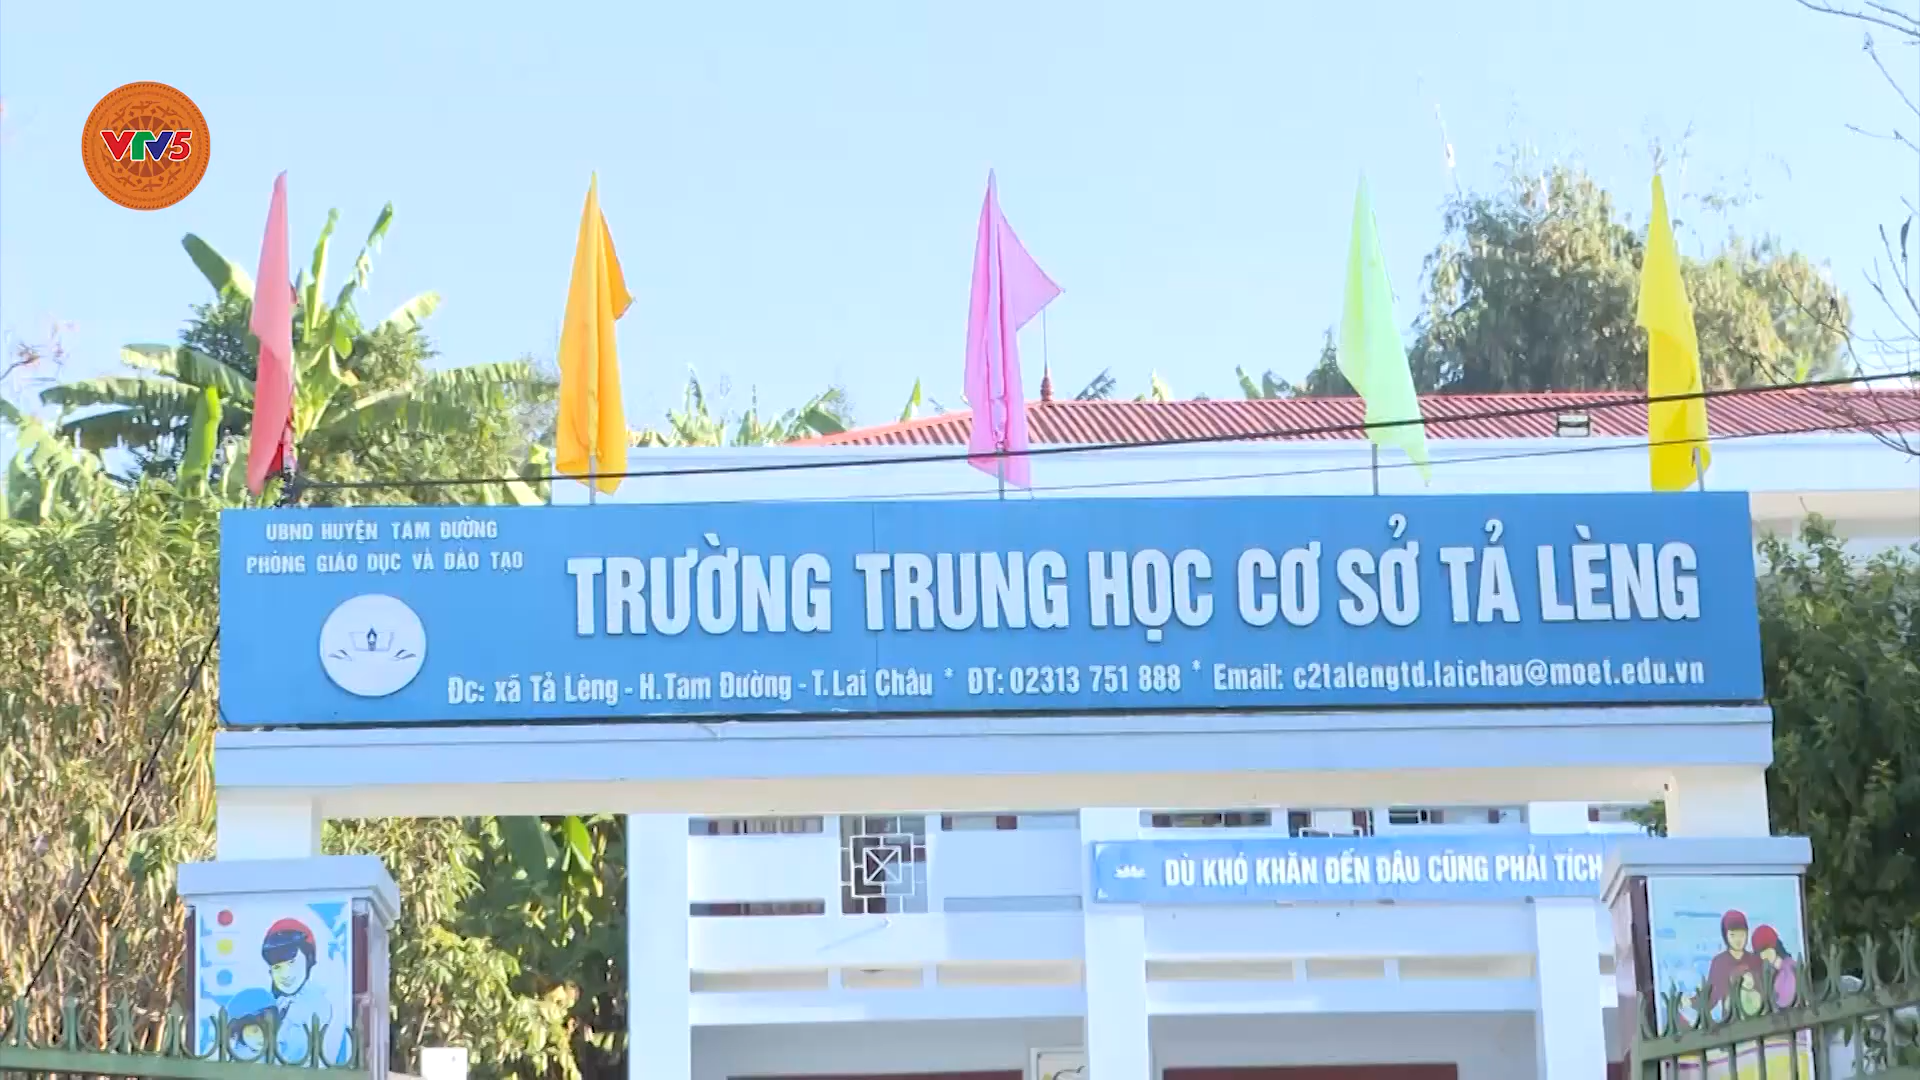 VTV5
UBND HUYỆN TAM ĐƯỜNG
PHÒNG GIÁO DỤC VÀ ĐÀO TẠO
TRƯỜNG TRUNG HỌC CƠ SỞ TẢ LÈNG
Đc: xã Tả Lèng - H.Tam Đường - T.Lai Châu * ĐT: 02313 751 888 * Email: c2talengtd.laichau@moet.edu.vn
DÙ KHÓ KHĂN ĐẾN ĐÂU CŨNG PHẢI TÍCH